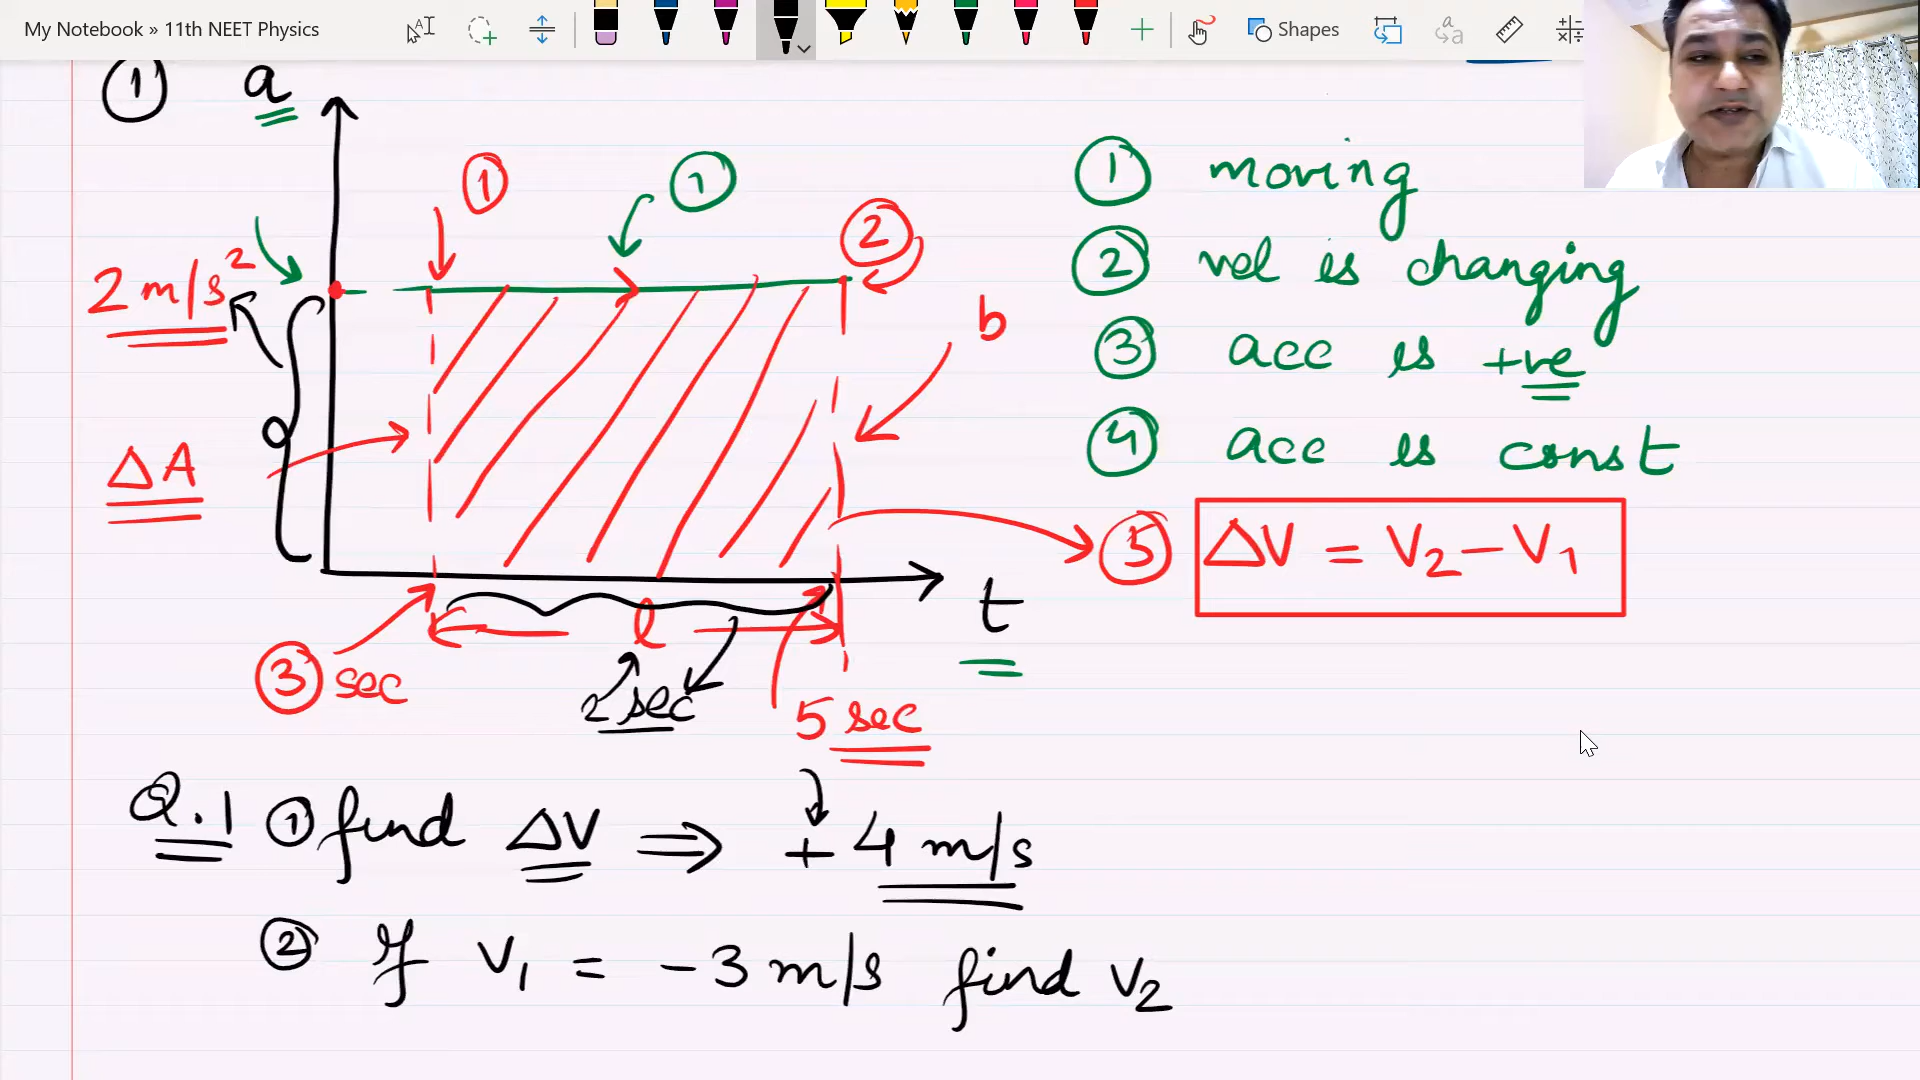 My Notebook » 11th NEET Physics
Shapes
① a
① ①
②
2 m/s²
b
ΔA
t
l
③ sec
2 sec
5 sec
① moving
② vel is changing
③ acc is +ve
④ acc is const
⑤ ΔV = V₂ - V₁
Q.1 ① find ΔV ⇒ + 4 m/s
② If V₁ = - 3 m/s find V₂